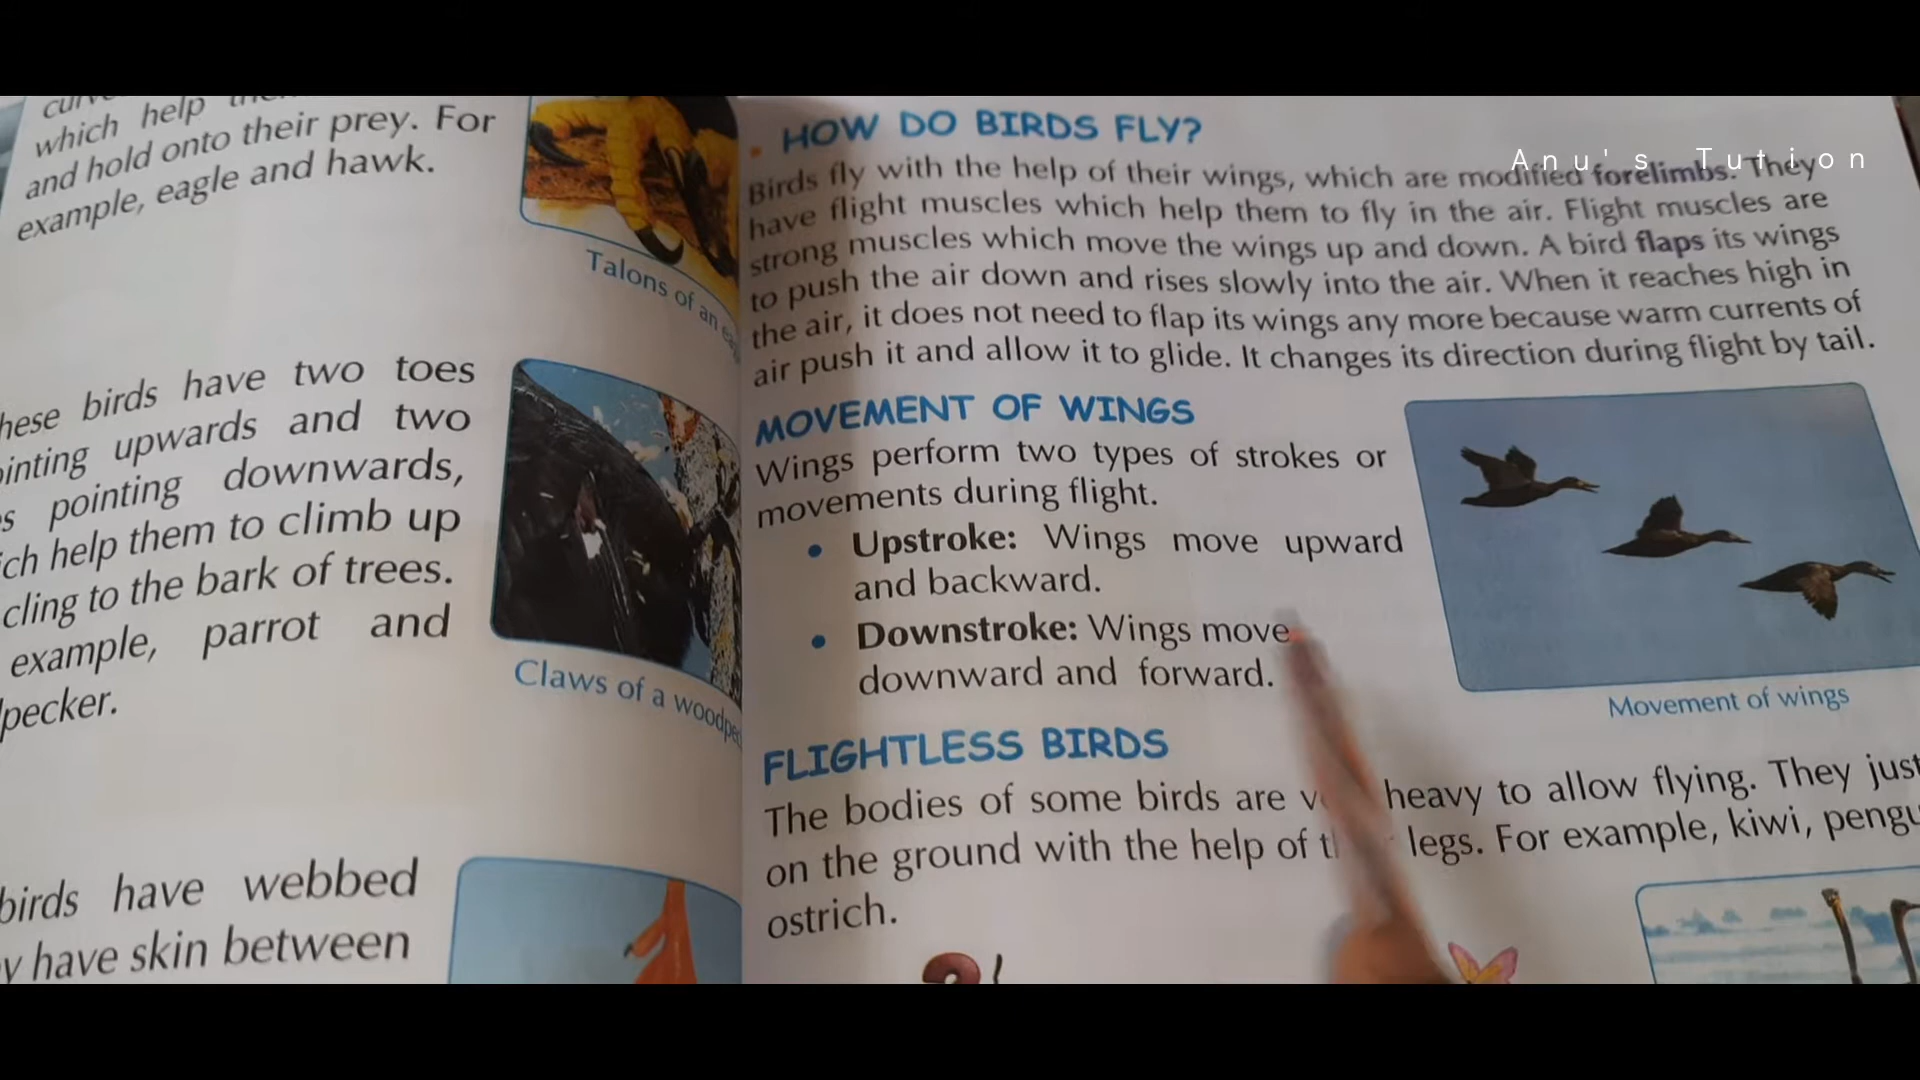 which help
and hold onto their prey. For
example, eagle and hawk.
Talons of an
birds have two toes
upwards and two
pointing downwards,
help them to climb up
cling to the bark of trees.
example, parrot and
Claws of a
birds have webbed
have skin between
HOW DO BIRDS FLY?
Anu's Tution
Birds fly with the help of their wings, which are modified forelimbs. They
have flight muscles which help them to fly in the air. Flight muscles are
strong muscles which move the wings up and down. A bird flaps its wings
to push the air down and rises slowly into the air. When it reaches high in
the air, it does not need to flap its wings any more because warm currents of
air push it and allow it to glide. It changes its direction during flight by tail.
MOVEMENT OF WINGS
Wings perform two types of strokes or
movements during flight.
• Upstroke: Wings move upward
and backward.
• Downstroke: Wings move
downward and forward.
Movement of wings
FLIGHTLESS BIRDS
The bodies of some birds are heavy to allow flying. They just
on the ground with the help of legs. For example, kiwi,
ostrich.